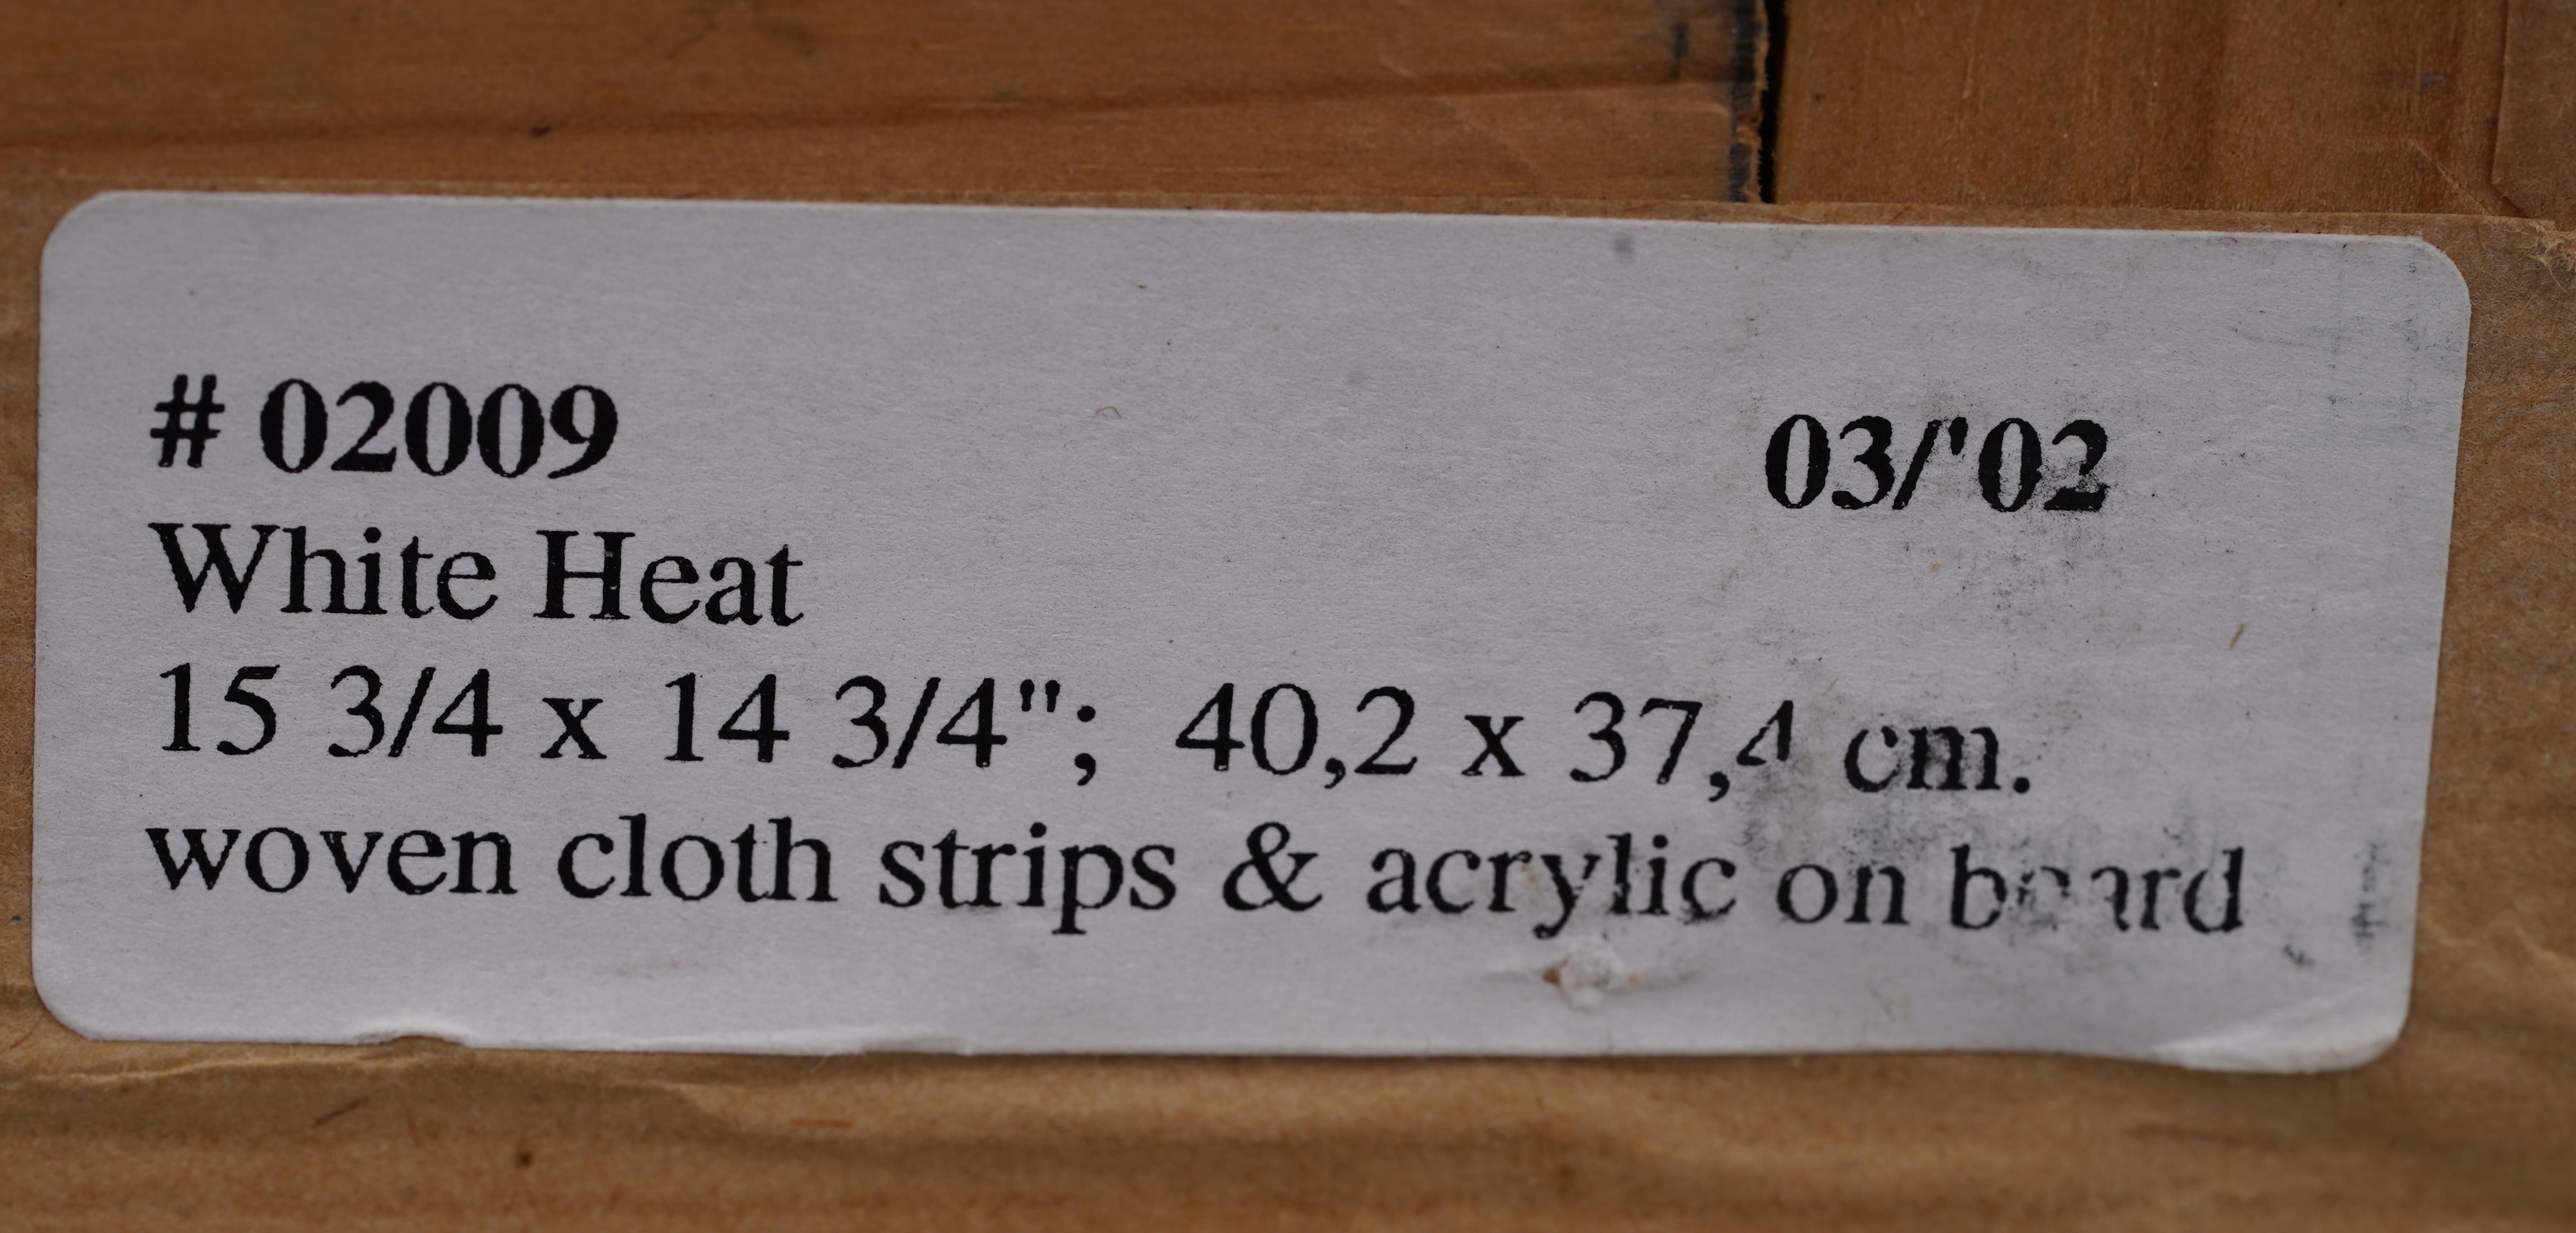 # 02009 03/'02
White Heat
15 3/4 x 14 3/4"; 40,2 x 37,4 cm.
woven cloth strips & acrylic on board